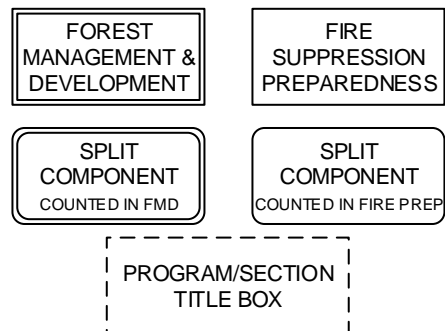 FOREST
MANAGEMENT &
DEVELOPMENT
FIRE
SUPPRESSION
PREPAREDNESS
SPLIT
COMPONENT
COUNTED IN FMD
SPLIT
COMPONENT
COUNTED IN FIRE PREP
PROGRAM/SECTION
TITLE BOX